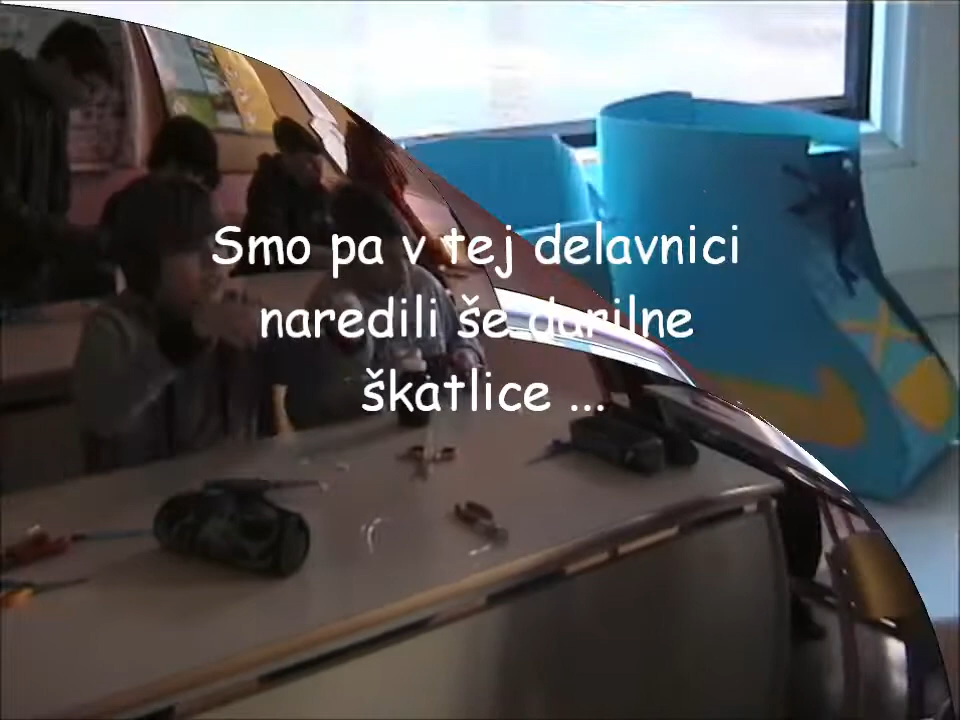 Smo pa v tej delavnici
naredili še darilne
škatlice ...